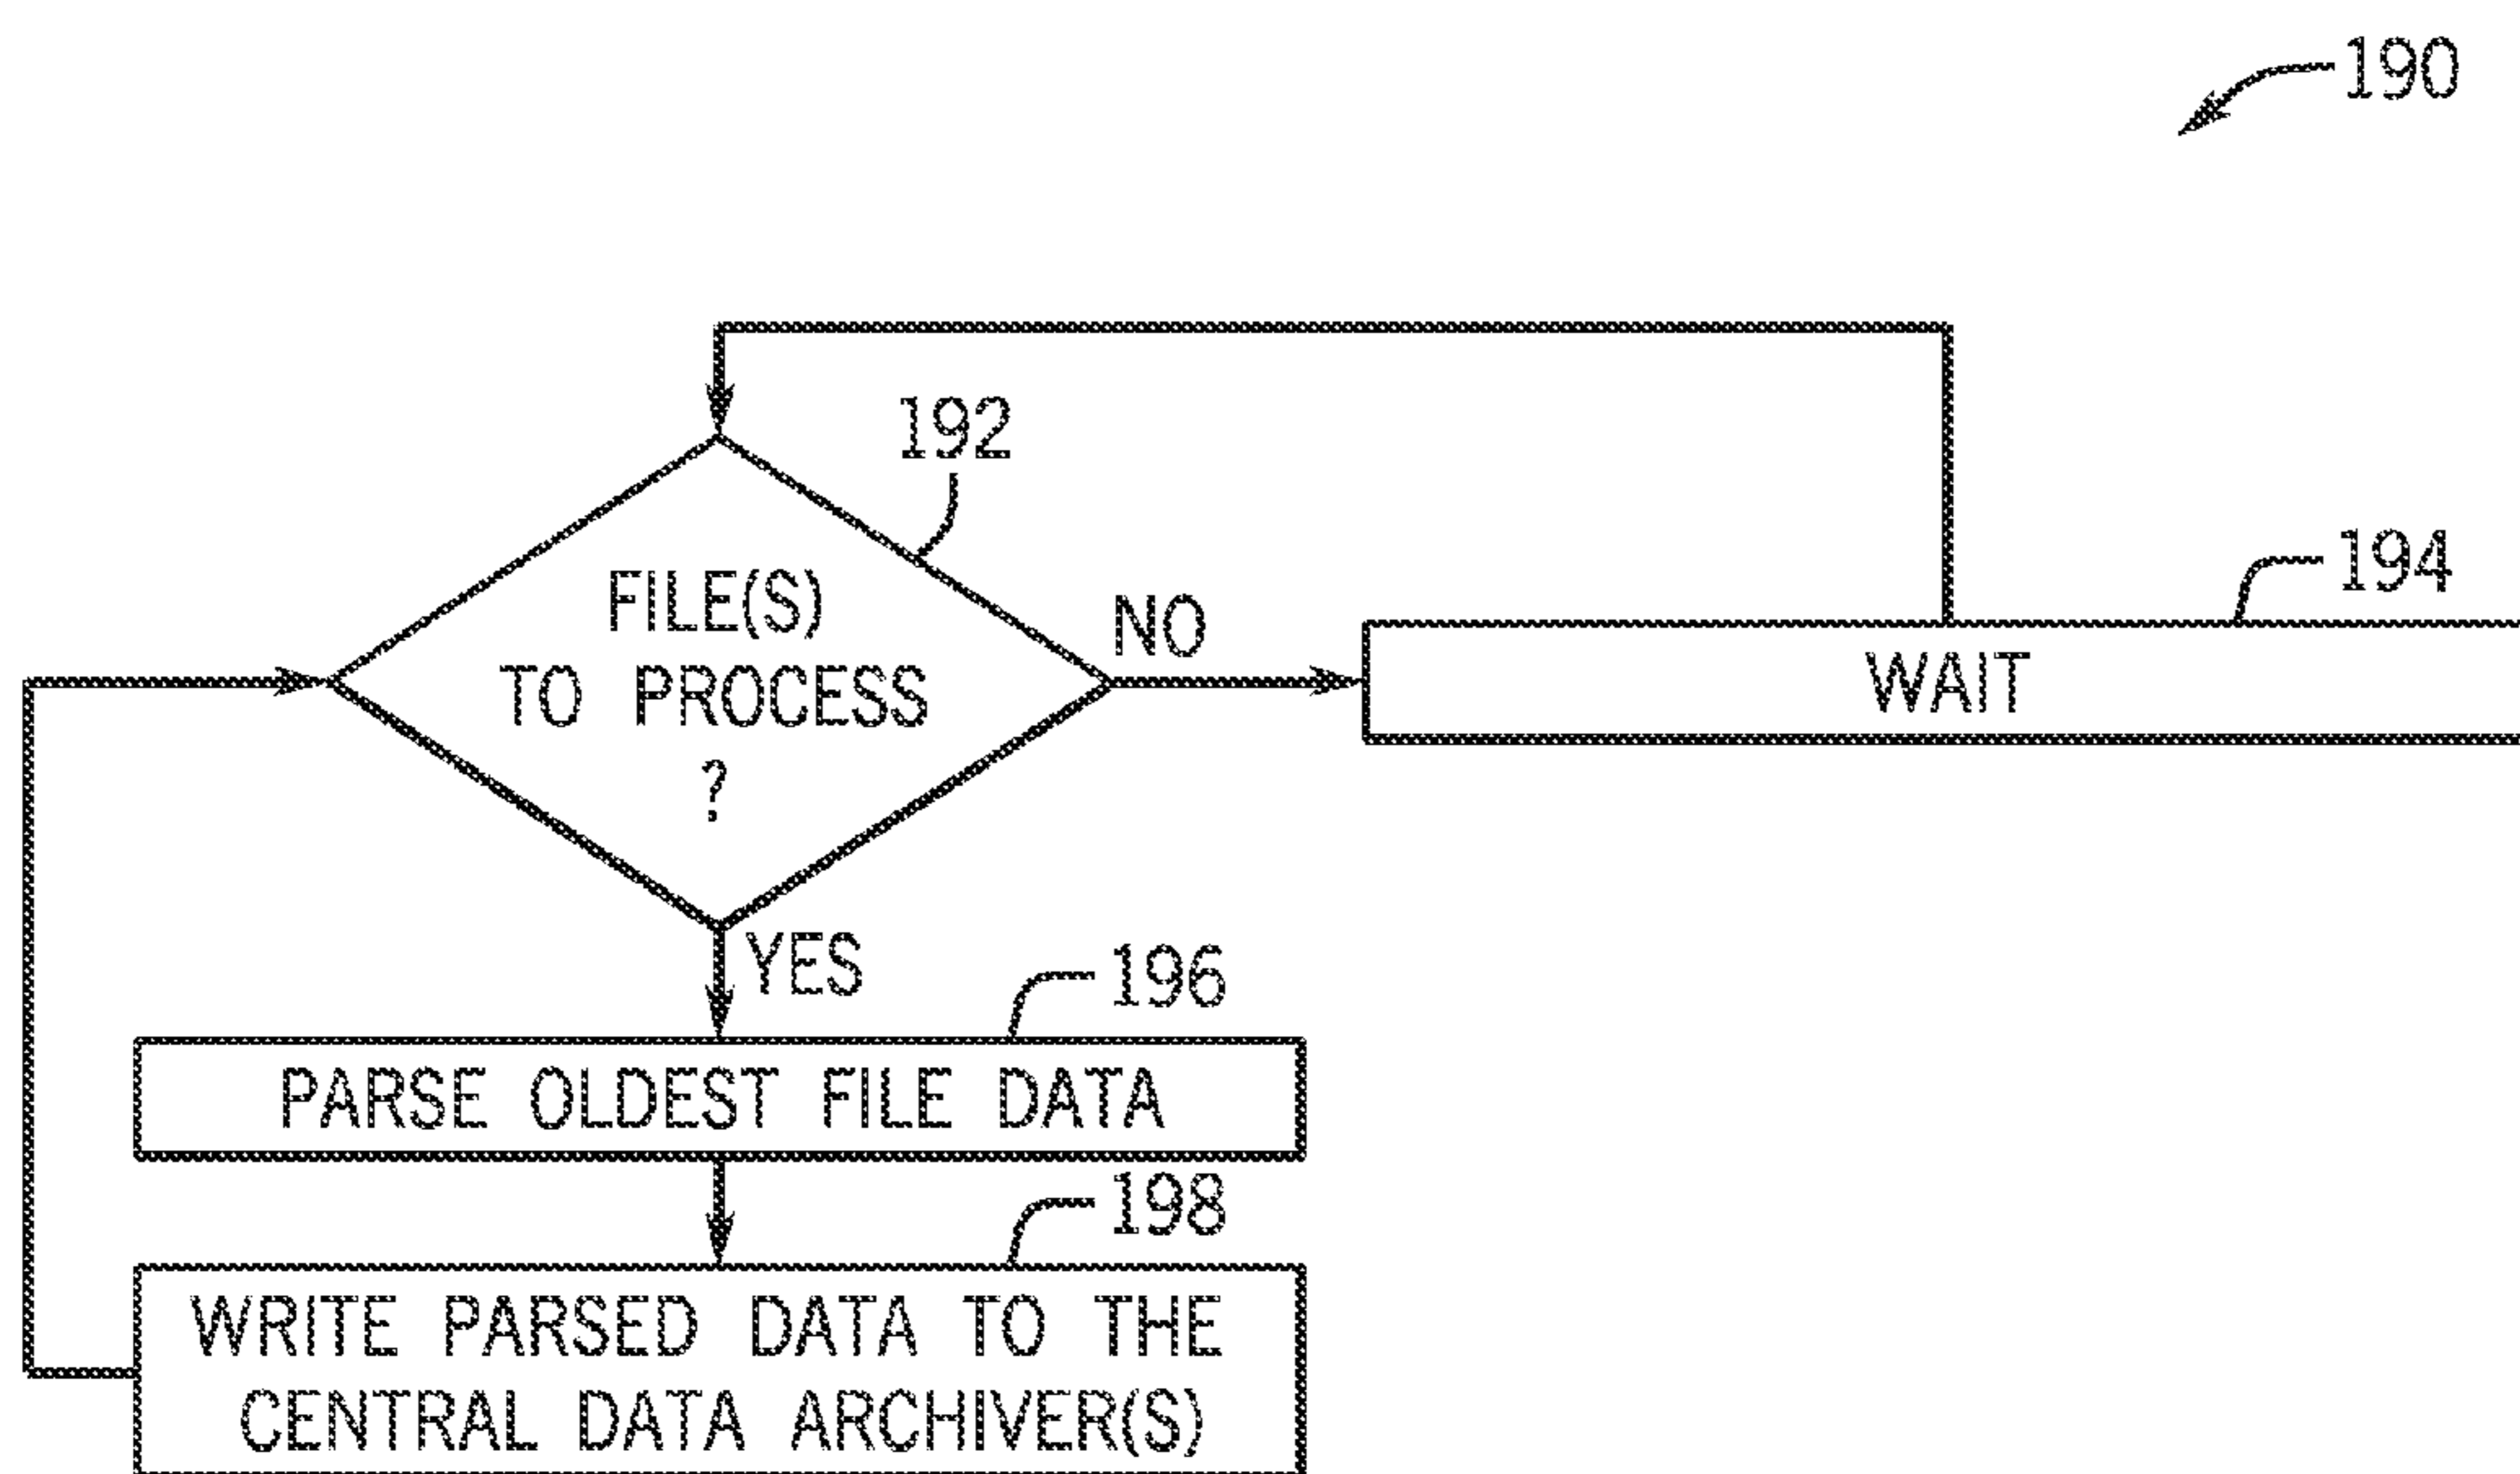 190
192
FILE(S)
TO PROCESS
?
NO
194
WAIT
YES
196
PARSE OLDEST FILE DATA
198
WRITE PARSED DATA TO THE
CENTRAL DATA ARCHIVER(S)